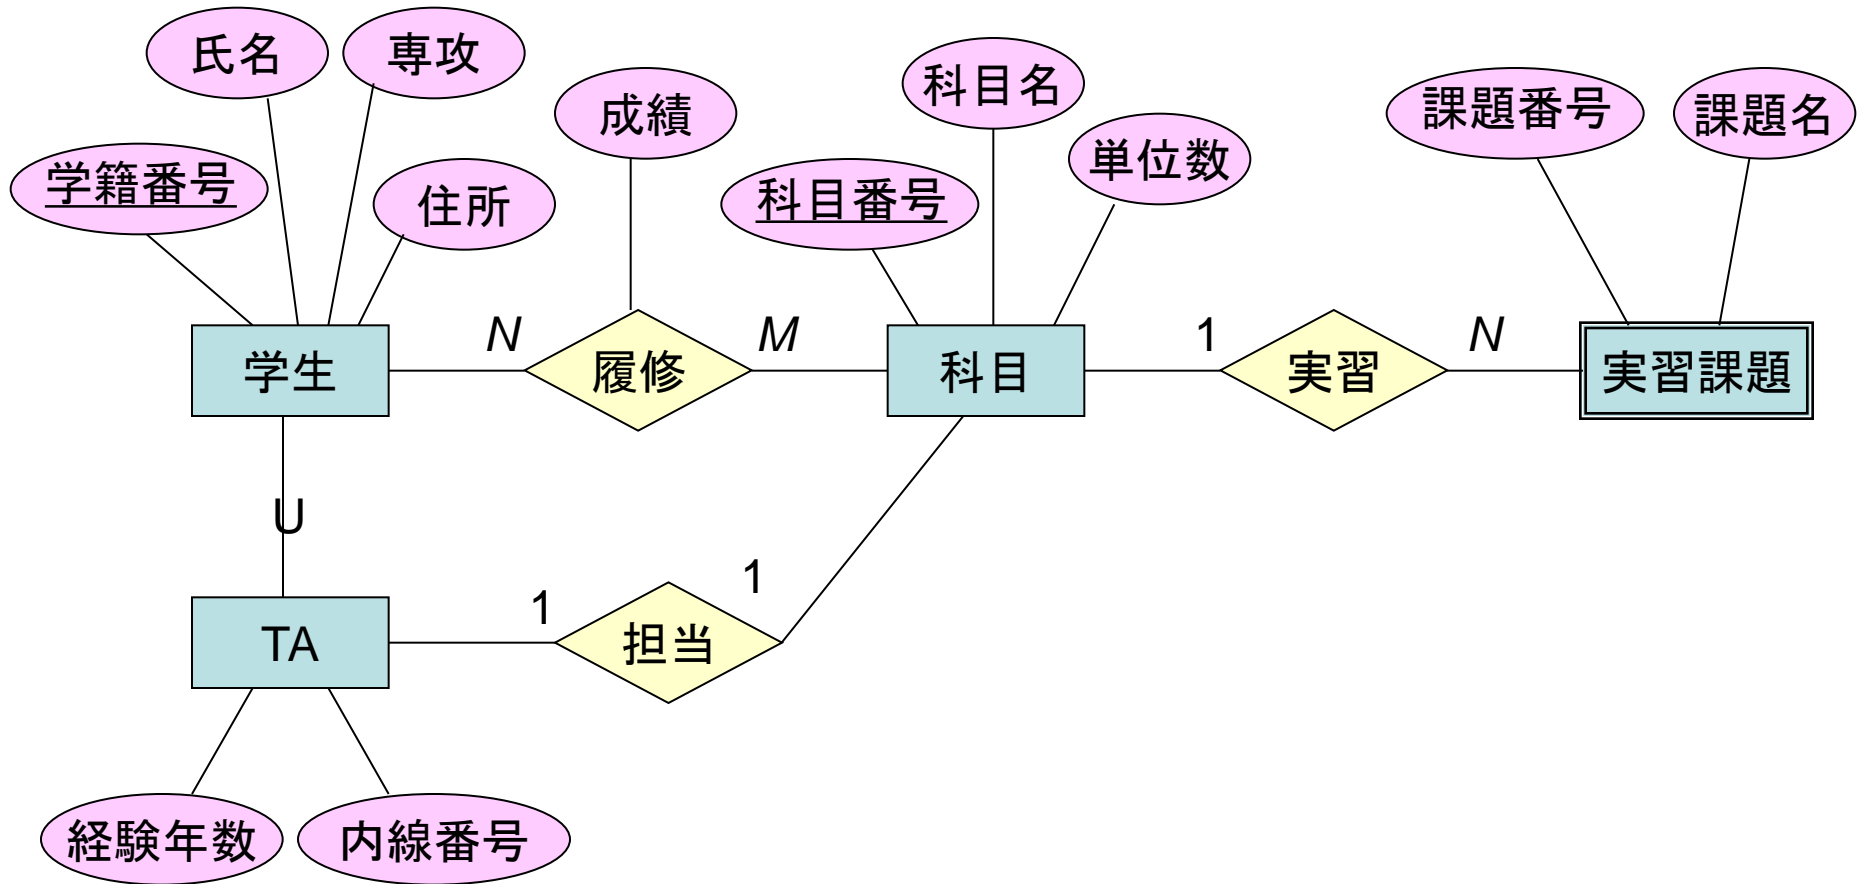 氏名
専攻
成績
科目名
課題番号
課題名
学籍番号
住所
科目番号
単位数
学生
N
履修
M
科目
1
実習
N
実習課題
U
TA
1
担当
1
経験年数
内線番号